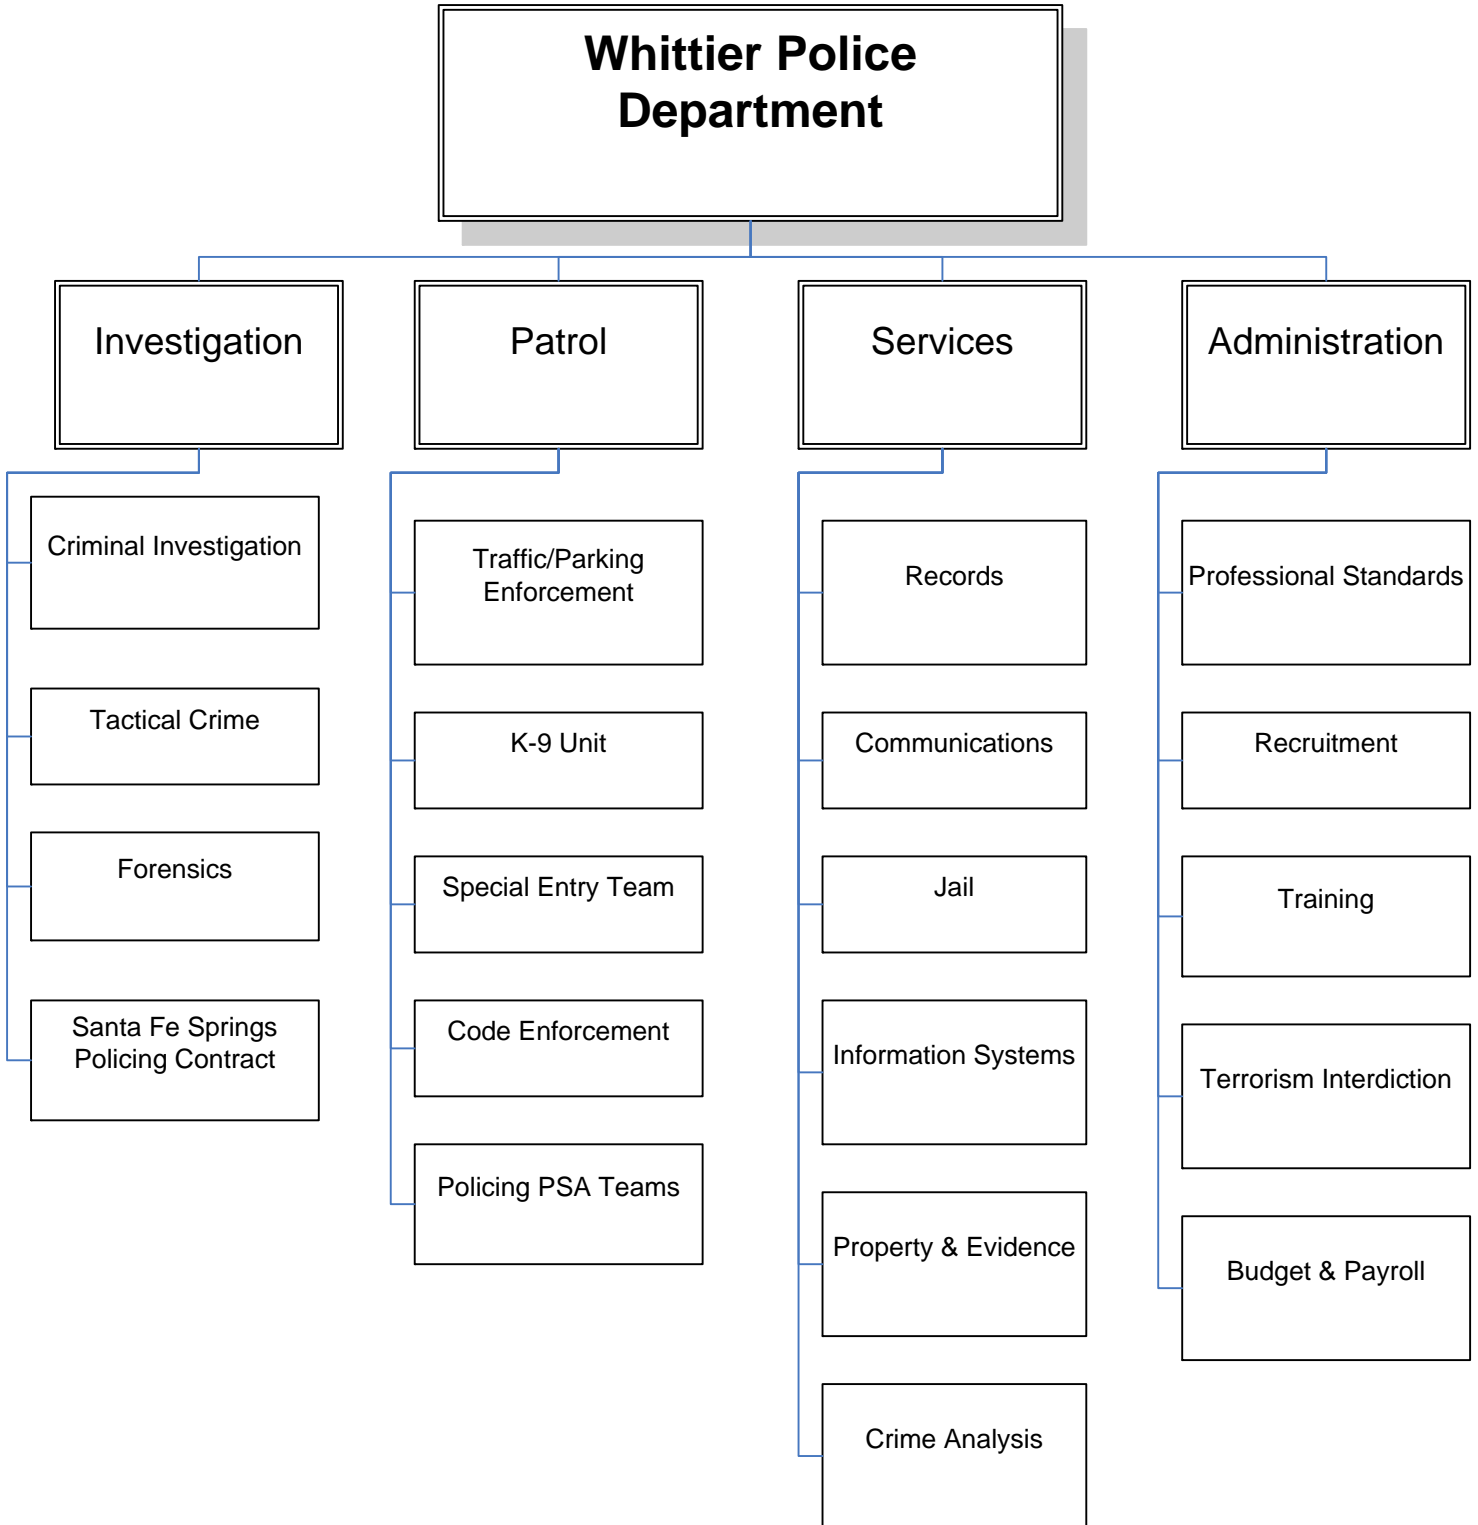 Whittier Police
Department
Investigation
Patrol
Services
Administration
Criminal Investigation
Tactical Crime
Forensics
Santa Fe Springs
Policing Contract
Traffic/Parking
Enforcement
K-9 Unit
Special Entry Team
Code Enforcement
Policing PSA Teams
Records
Communications
Jail
Information Systems
Property & Evidence
Crime Analysis
Professional Standards
Recruitment
Training
Terrorism Interdiction
Budget & Payroll